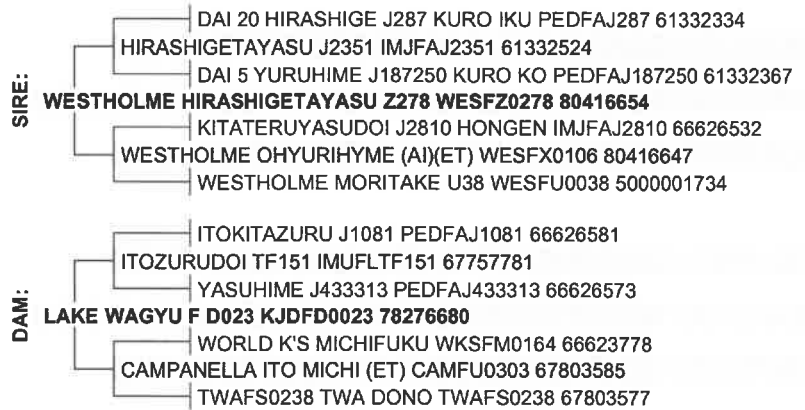 SIRE:
DAI 20 HIRASHIGE J287 KURO IKU PEDFAJ287 61332334
HIRASHIGETAYASU J2351 IMJFAJ2351 61332524
DAI 5 YURUHIME J187250 KURO KO PEDFAJ187250 61332367
WESTHOLME HIRASHIGETAYASU Z278 WESFZ0278 80416654
KITATERUYASUDOI J2810 HONGEN IMJFAJ2810 66626532
WESTHOLME OHYURIHYME (AI)(ET) WESFX0106 80416647
WESTHOLME MORITAKE U38 WESFU0038 5000001734
DAM:
ITOKITAZURU J1081 PEDFAJ1081 66626581
ITOZURUDOI TF151 IMUFLTF151 67757781
YASUHIME J433313 PEDFAJ433313 66626573
LAKE WAGYU F D023 KJDFD0023 78276680
WORLD K'S MICHIFUKU WKSFM0164 66623778
CAMPANELLA ITO MICHI (ET) CAMFU0303 67803585
TWAFS0238 TWA DONO TWAFS0238 67803577